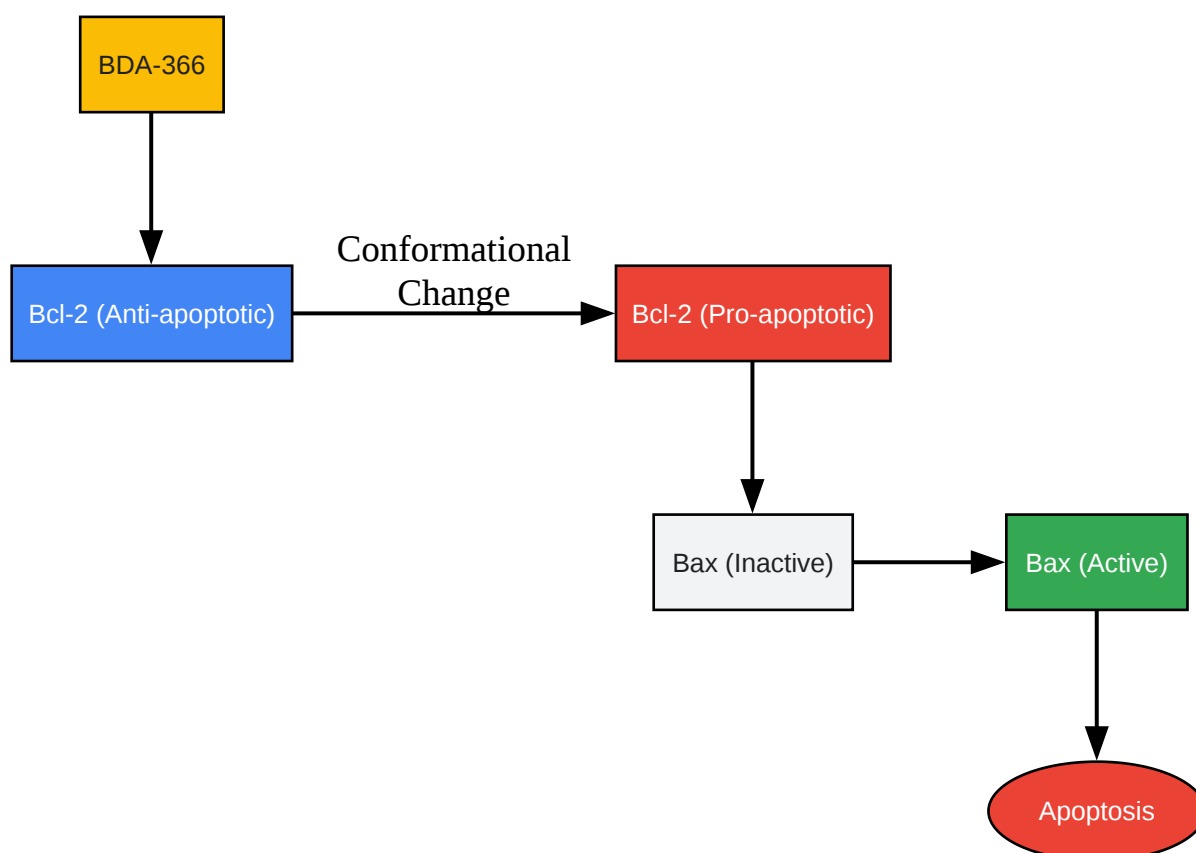 BDA-366
Conformational
Change
Bcl-2 (Anti-apoptotic)
Bcl-2 (Pro-apoptotic)
Bax (Inactive)
Bax (Active)
Apoptosis